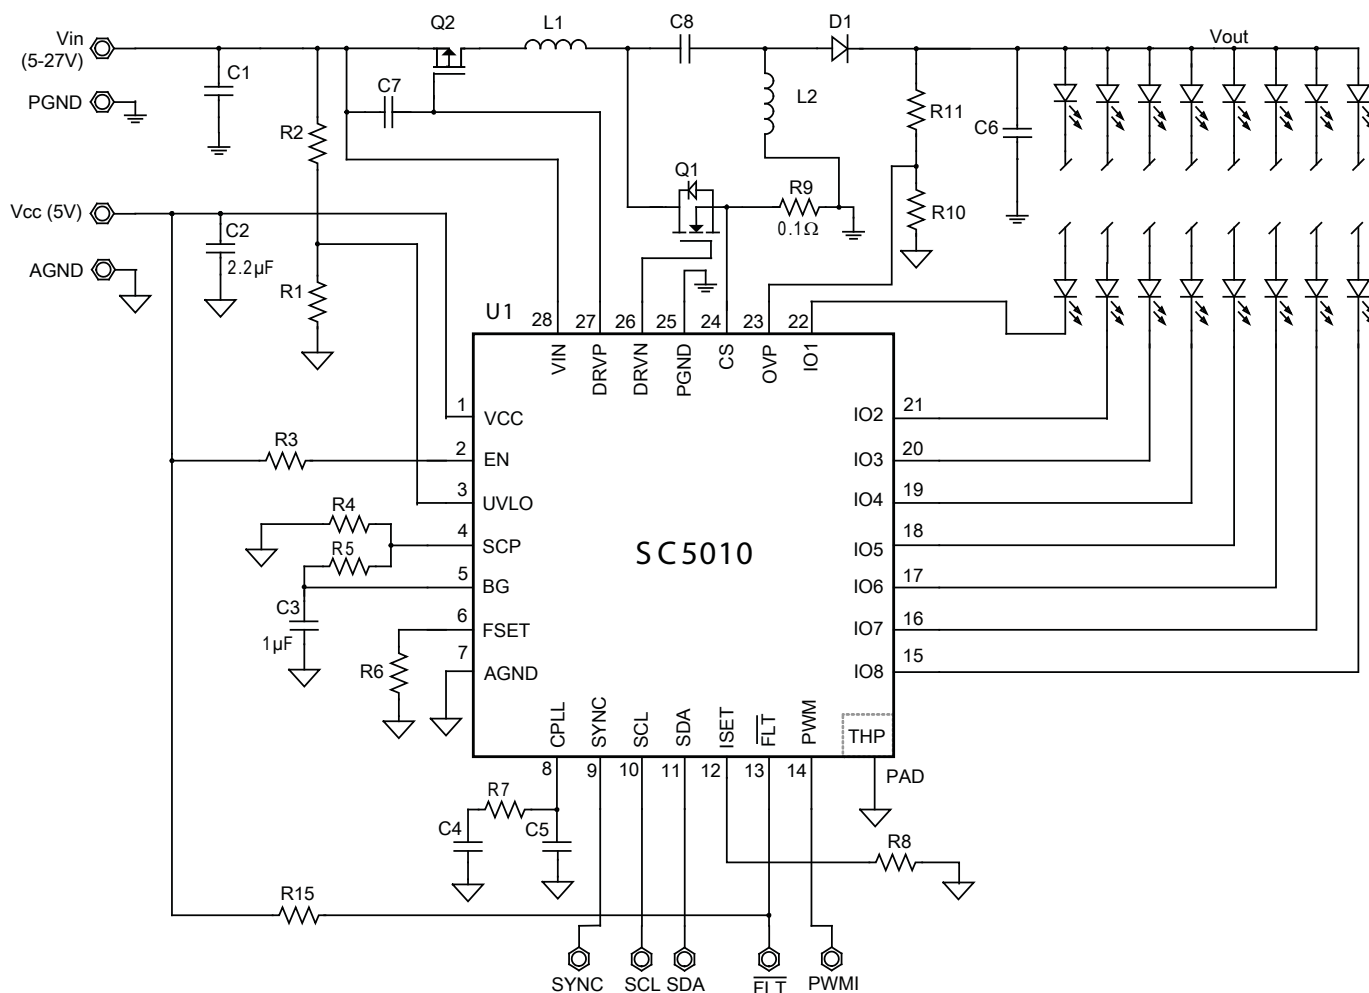 Q2
L1
C8
D1
Vin
(5-27V)
Vout
C1
C7
L2
R11
PGND
R2
C6
Q1
R9
0.1Ω
R10
Vcc (5V)
C2
2.2µF
AGND
R1
U1
28
27
26
25
24
23
22
VIN
DRVP
DRVN
PGND
CS
OVP
IO1
1
VCC
IO2
21
R3
2
EN
IO3
20
3
UVLO
IO4
19
R4
4
SCP
SC5010
IO5
18
R5
5
BG
IO6
17
C3
1µF
6
FSET
IO7
16
R6
7
AGND
IO8
15
CPLL
SYNC
SCL
SDA
ISET
FLT
PWM
THP
8
9
10
11
12
13
14
PAD
R7
C4
C5
R8
R15
SYNC
SCL
SDA
FLT
PWMI